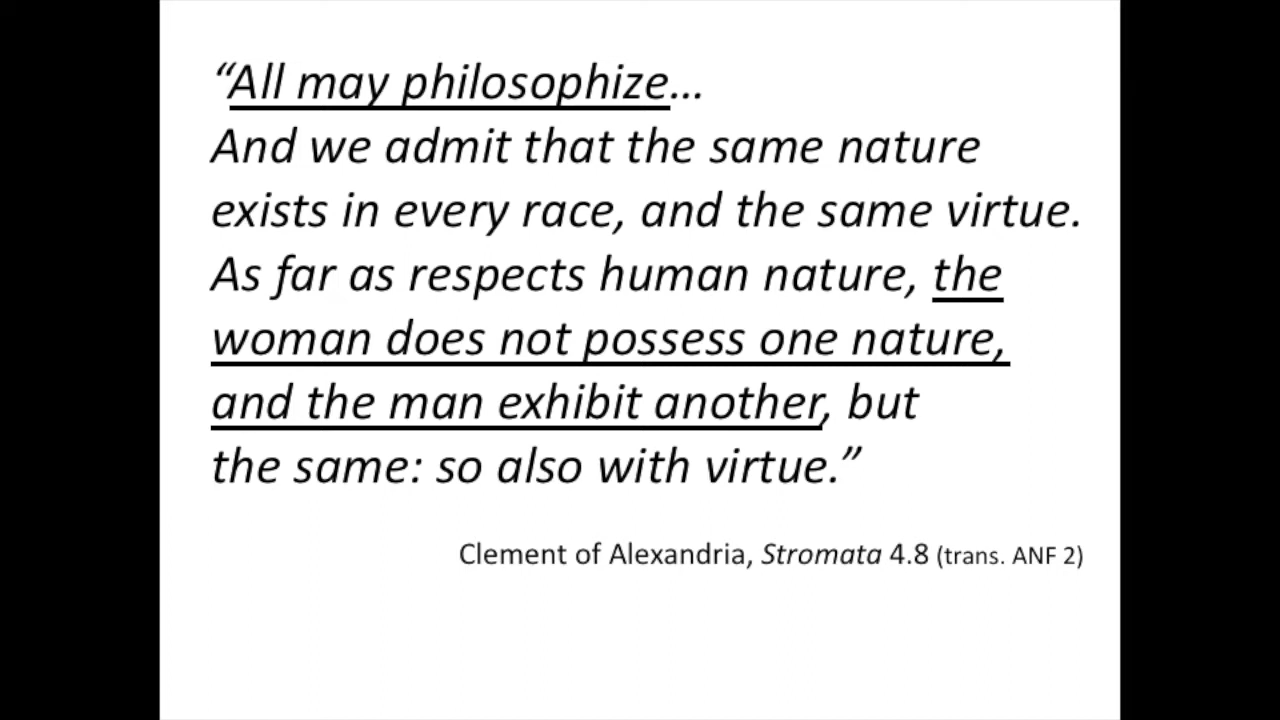 “All may philosophize…
And we admit that the same nature
exists in every race, and the same virtue.
As far as respects human nature, the
woman does not possess one nature,
and the man exhibit another, but
the same: so also with virtue.”
Clement of Alexandria, Stromata 4.8 (trans. ANF 2)